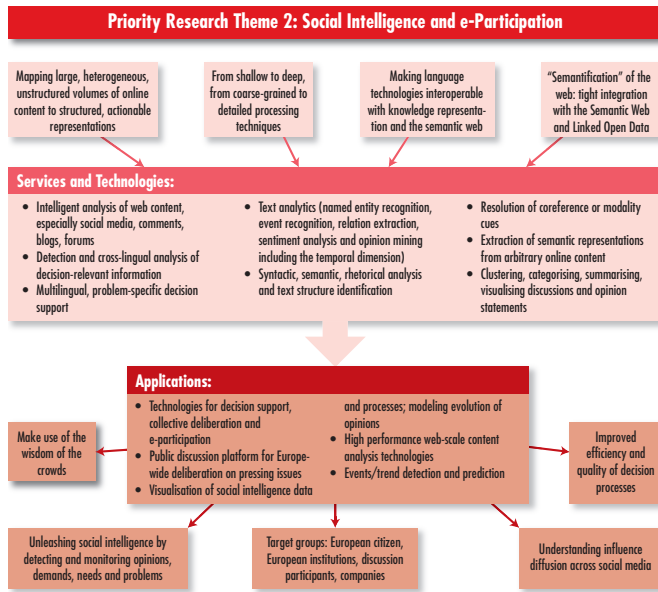 Priority Research Theme 2: Social Intelligence and e-Participation
Mapping large, heterogeneous,
unstructured volumes of online
content to structured, actionable
representations
From shallow to deep,
from coarse-grained to
detailed processing
techniques
Making language
technologies interoperable
with knowledge representa-
tion and the semantic web
“Semantification” of the
web: tight integration
with the Semantic Web
and Linked Open Data
Services and Technologies:
• Intelligent analysis of web content,
especially social media, comments,
blogs, forums
• Detection and cross-lingual analysis of
decision-relevant information
• Multilingual, problem-specific decision
support
• Text analytics (named entity recognition,
event recognition, relation extraction,
sentiment analysis and opinion mining
including the temporal dimension)
• Syntactic, semantic, rhetorical analysis
and text structure identification
• Resolution of coreference or modality
cues
• Extraction of semantic representations
from arbitrary online content
• Clustering, categorising, summarising,
visualising discussions and opinion
statements
Applications:
• Technologies for decision support,
collective deliberation and
e-participation
• Public discussion platform for Europe-
wide deliberation on pressing issues
• Visualisation of social intelligence data
and processes; modeling evolution of
opinions
• High performance web-scale content
analysis technologies
• Events/trend detection and prediction
Make use of the
wisdom of the
crowds
Improved
efficiency and
quality of decision
processes
Unleashing social intelligence by
detecting and monitoring opinions,
demands, needs and problems
Target groups: European citizen,
European institutions, discussion
participants, companies
Understanding influence
diffusion across social media